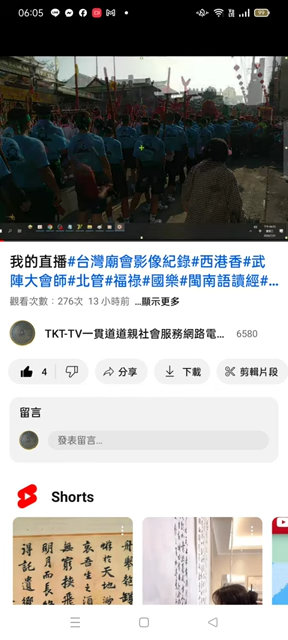 06:05
99
我的直播#台灣廟會影像紀錄#西港香#武
陣大會師#北管#福祿#國樂#閩南語讀經#...
觀看次數：276次 13 小時前 ...顯示更多
TKT-TV一貫道道親社會服務網路電... 6580
4 分享 下載 剪輯片段
留言
發表留言...
Shorts